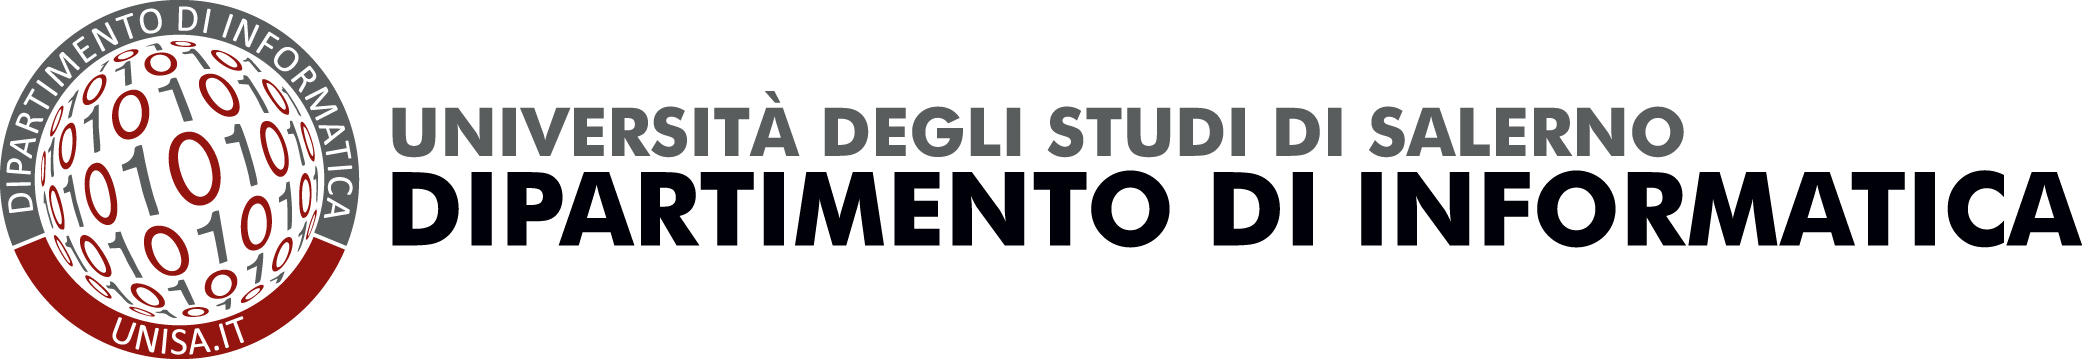 DIPARTIMENTO DI INFORMATICA
UNISA.IT
UNIVERSITÀ DEGLI STUDI DI SALERNO
DIPARTIMENTO DI INFORMATICA